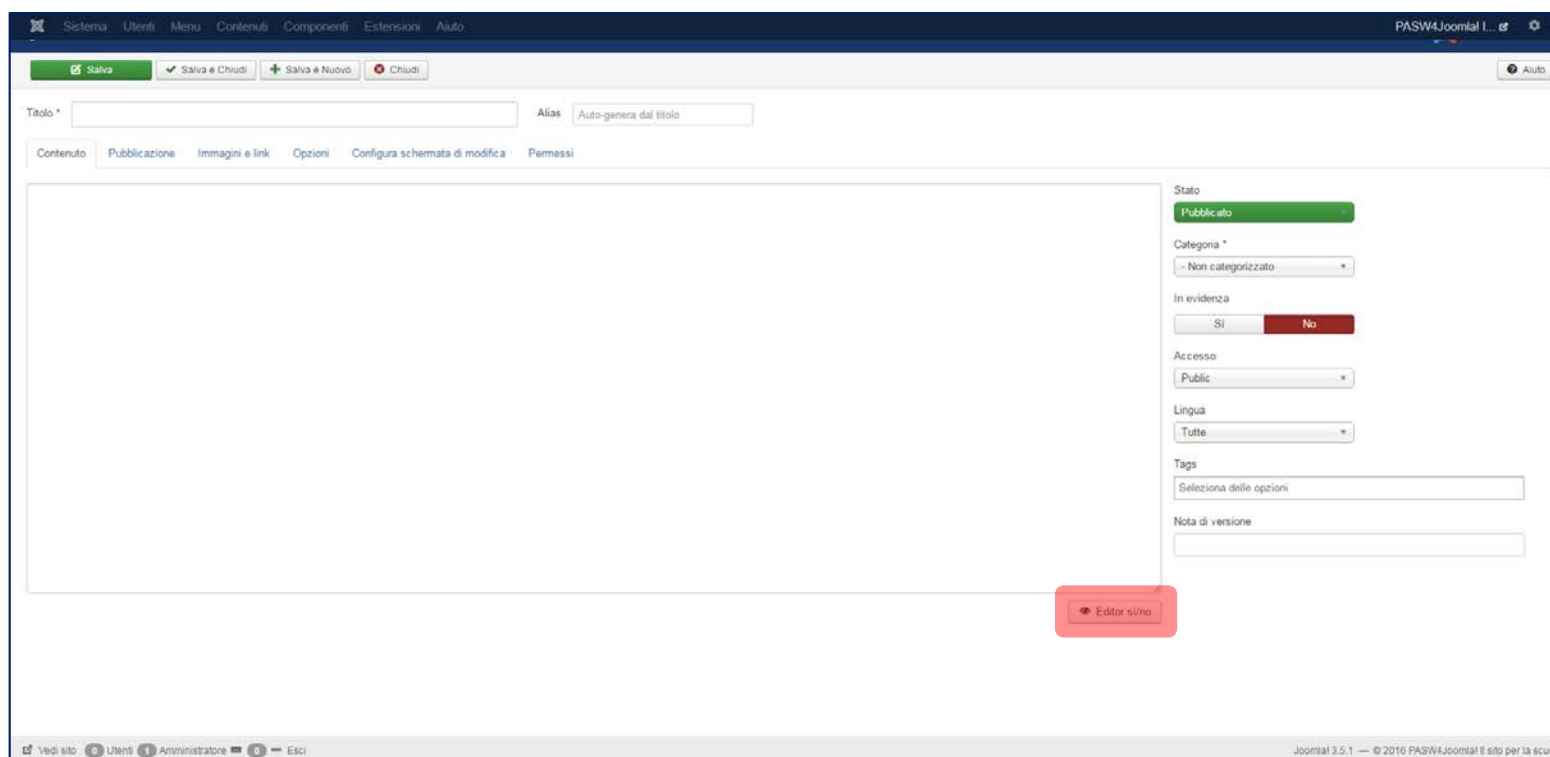 Sistema Utenti Menu Contenuti Componenti Estensioni Aiuto PASW4Joomla! I...
Salva Salva e Chiudi Salva e Nuovo Chiudi Aiuto
Titolo * Alias Auto-genera dal titolo
Contenuto Pubblicazione Immagini e link Opzioni Configura schermata di modifica Permessi
Stato
Pubblicato
Categoria *
- Non categorizzato
In evidenza
Sì No
Accesso
Public
Lingua
Tutte
Tags
Seleziona delle opzioni
Nota di versione
Editor si/no
Vedi sito 0 Utenti 1 Amministratore 0 Esci Joomla! 3.5.1 — © 2016 PASW4Joomla! Il sito per la scu